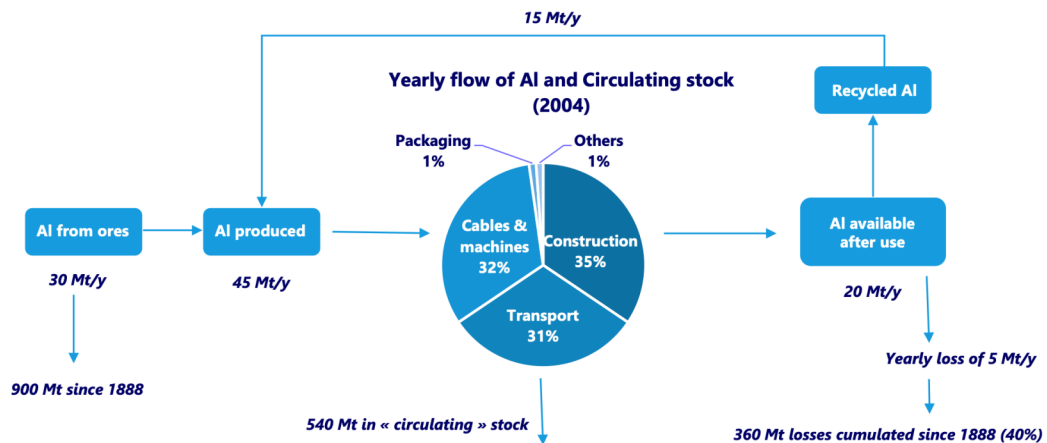 15 Mt/y
Yearly flow of Al and Circulating stock
(2004)
Recycled Al
Packaging
1%
Others
1%
Al from ores
Al produced
Cables &
machines
32%
Construction
35%
Al available
after use
30 Mt/y
45 Mt/y
20 Mt/y
Transport
31%
Yearly loss of 5 Mt/y
900 Mt since 1888
540 Mt in « circulating » stock
360 Mt losses cumulated since 1888 (40%)